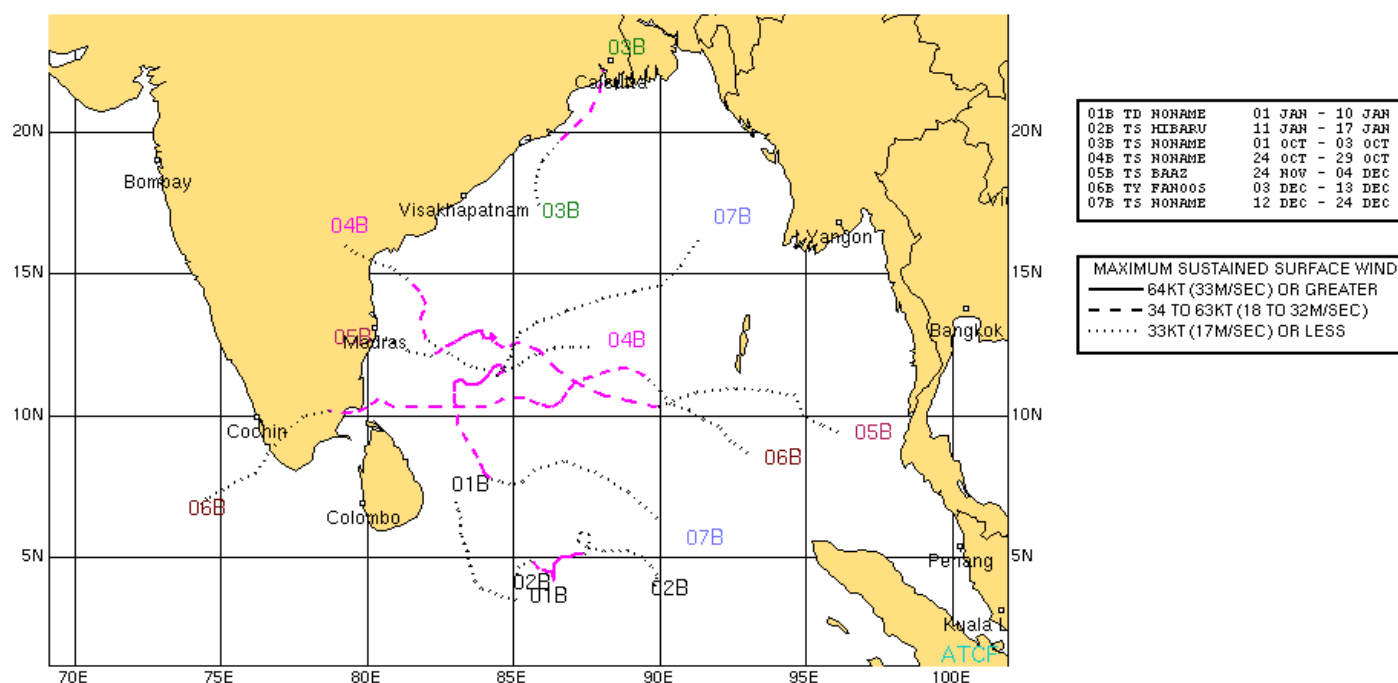 03B
Calcutta
20N
20N
Bombay
Visakhapatnam
03B
07B
04B
Yangon
15N
15N
05B
Madras
04B
Bangkok
10N
10N
Cochin
05B
06B
01B
06B
Colombo
07B
5N
5N
Penang
02B
01B
02B
Kuala L
ATCF
70E 75E 80E 85E 90E 95E 100E
01B TD NONAME 01 JAN - 10 JAN
02B TS HIBARU 11 JAN - 17 JAN
03B TS NONAME 01 OCT - 03 OCT
04B TS NONAME 24 OCT - 29 OCT
05B TS BAAZ 24 NOV - 04 DEC
06B TY FANOOS 03 DEC - 13 DEC
07B TS NONAME 12 DEC - 24 DEC
MAXIMUM SUSTAINED SURFACE WIND
64KT (33M/SEC) OR GREATER
34 TO 63KT (18 TO 32M/SEC)
33KT (17M/SEC) OR LESS